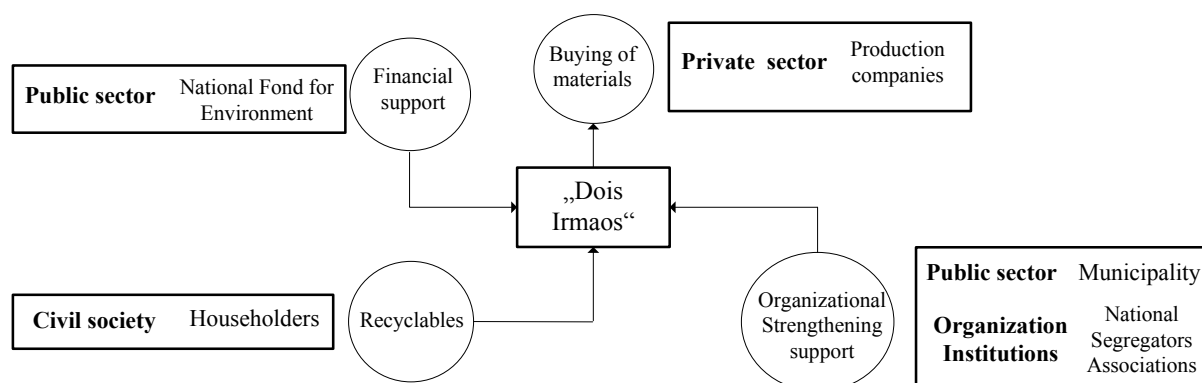 Public sector
National Fond for
Environment
Financial
support
Buying of
materials
Private sector
Production
companies
„Dois
Irmaos“
Civil society
Householders
Recyclables
Organizational
Strengthening
support
Public sector
Municipality
Organization
Institutions
National
Segregators
Associations